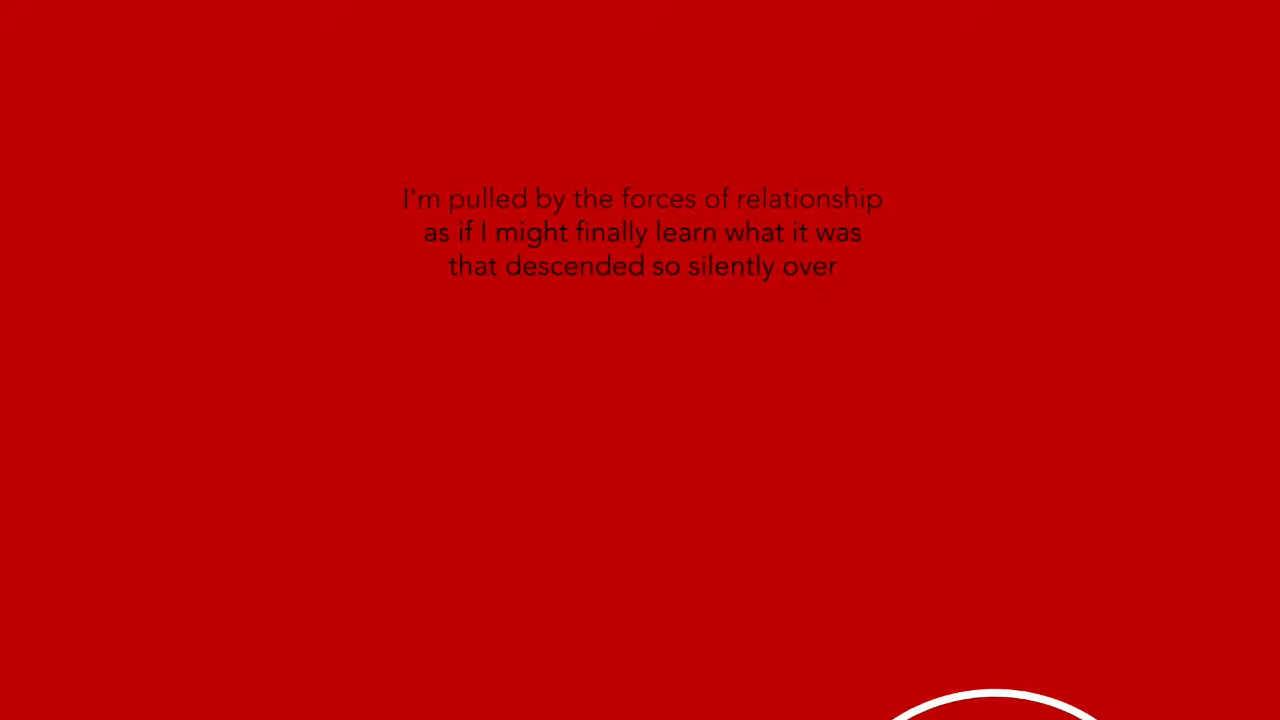 I'm pulled by the forces of relationship
as if I might finally learn what it was
that descended so silently over